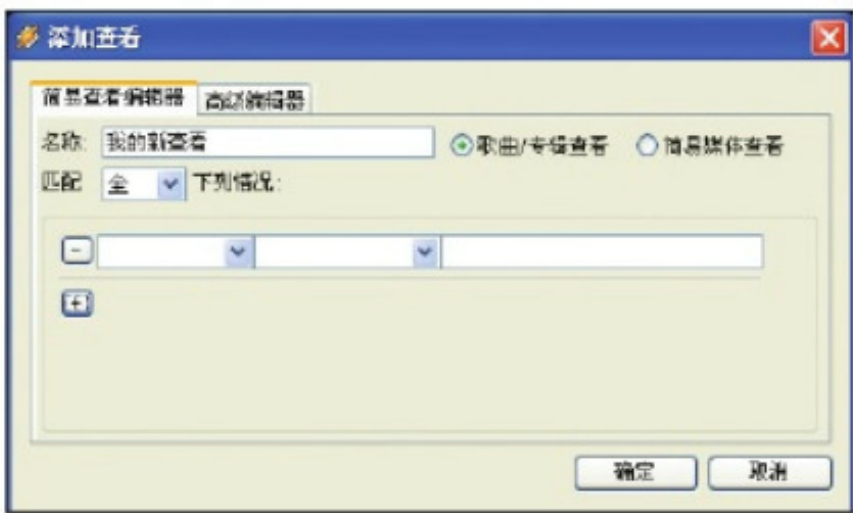 添加查看
简易查看编辑器 高级编辑器
名称: 我的新查看 歌曲/专辑查看 简易媒体查看
匹配 全 下列情况:
确定 取消